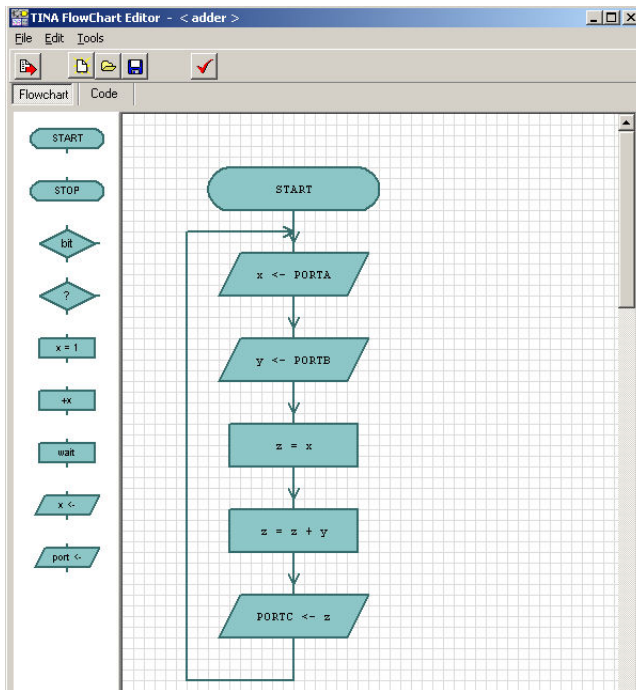 TINA FlowChart Editor - < adder >
File Edit Tools
Flowchart Code
START
STOP
bit
?
x = 1
+x
wait
x <-
port <-
START
x <- PORTA
y <- PORTB
z = x
z = z + y
PORTC <- z